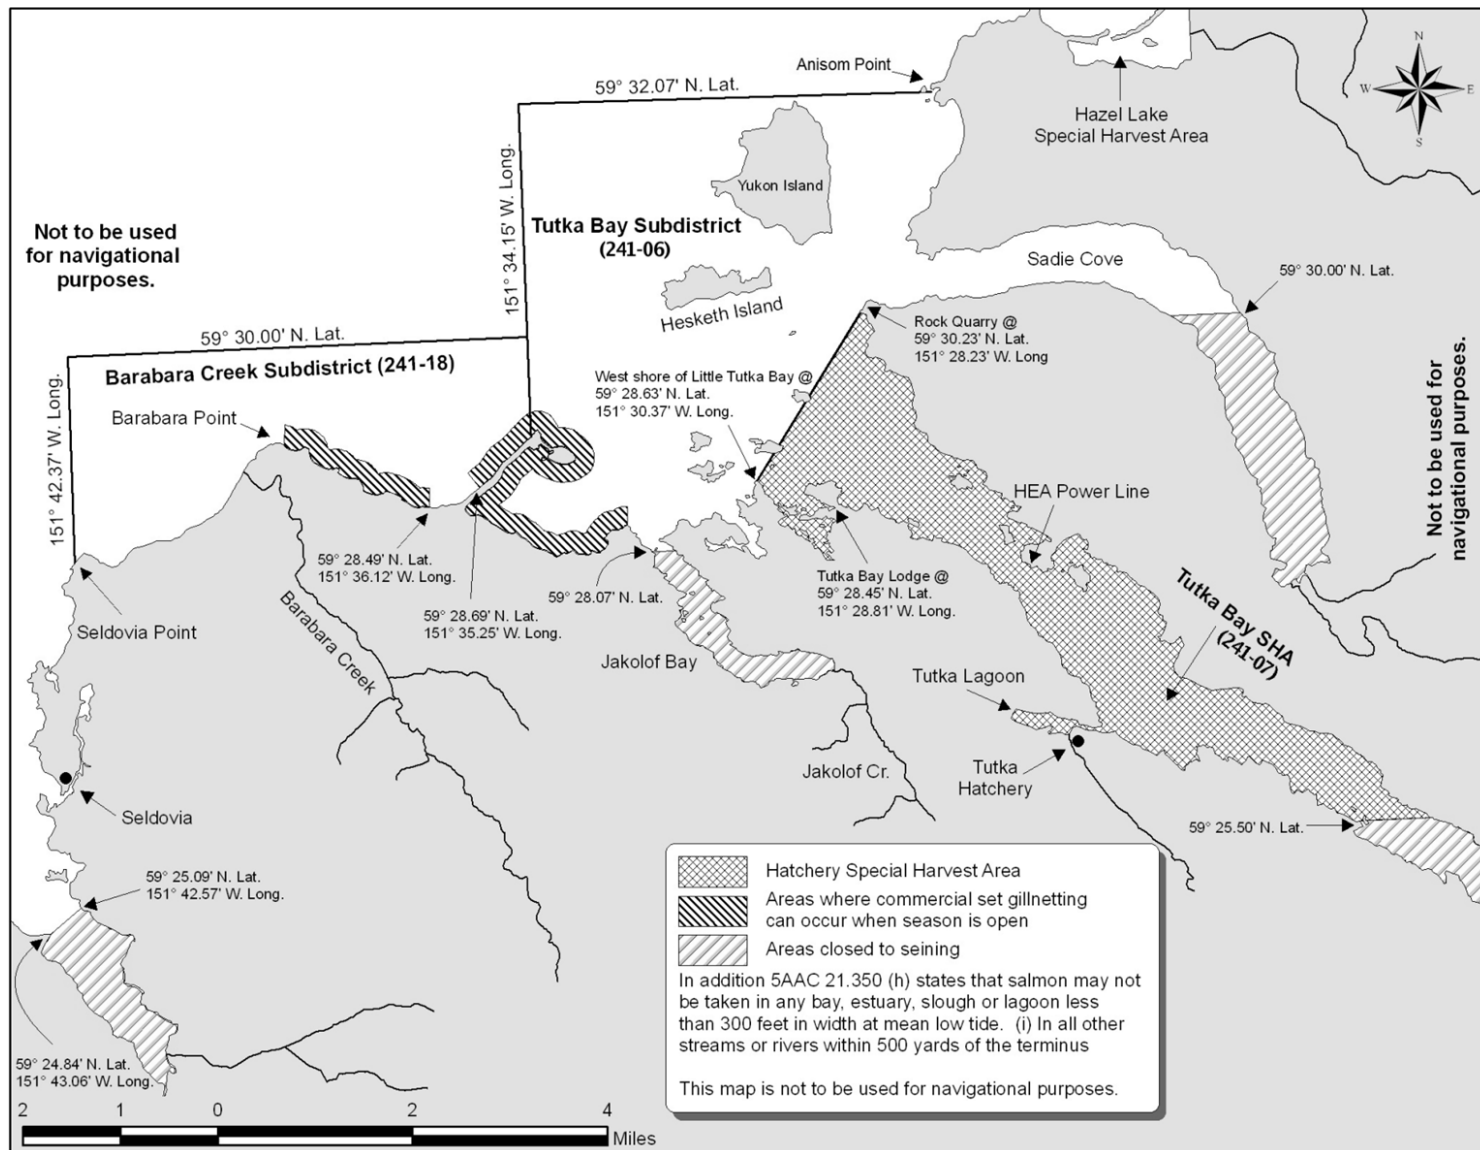 Anisom Point
59° 32.07' N. Lat.
N
W
E
S
Hazel Lake
Special Harvest Area
151° 34.15' W. Long.
Yukon Island
Tutka Bay Subdistrict
(241-06)
Not to be used
for navigational
purposes.
Sadie Cove
59° 30.00' N. Lat.
Hesketh Island
Rock Quarry @
59° 30.23' N. Lat.
151° 28.23' W. Long
59° 30.00' N. Lat.
Barabara Creek Subdistrict (241-18)
West shore of Little Tutka Bay @
59° 28.63' N. Lat.
151° 30.37' W. Long.
Not to be used for
navigational purposes.
Barabara Point
151° 42.37' W. Long.
HEA Power Line
59° 28.49' N. Lat.
151° 36.12' W. Long.
59° 28.69' N. Lat.
151° 35.25' W. Long.
59° 28.07' N. Lat.
Tutka Bay Lodge @
59° 28.45' N. Lat.
151° 28.81' W. Long.
Tutka Bay SHA
(241-07)
Seldovia Point
Barabara Creek
Jakolof Bay
Tutka Lagoon
Jakolof Cr.
Tutka
Hatchery
Seldovia
59° 25.50' N. Lat.
59° 25.09' N. Lat.
151° 42.57' W. Long.
59° 24.84' N. Lat.
151° 43.06' W. Long.
Hatchery Special Harvest Area
Areas where commercial set gillnetting
can occur when season is open
Areas closed to seining
In addition 5AAC 21.350 (h) states that salmon may not
be taken in any bay, estuary, slough or lagoon less
than 300 feet in width at mean low tide.  (i) In all other
streams or rivers within 500 yards of the terminus
This map is not to be used for navigational purposes.
2 1 0 2 4
Miles